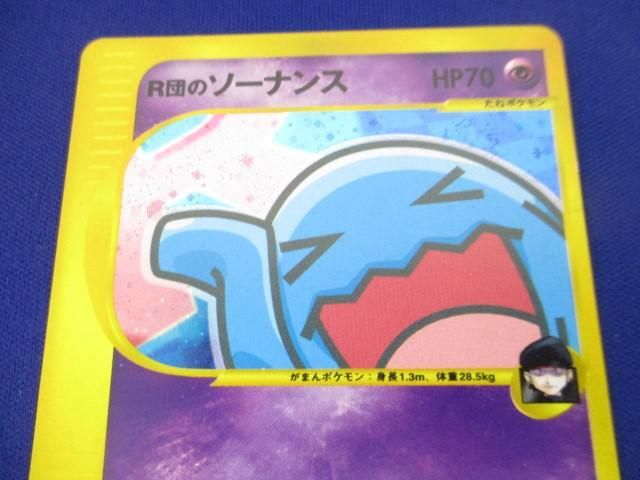 R団のソーナンス HP70
たねポケモン
がまんポケモン：身長1.3m、体重28.5kg